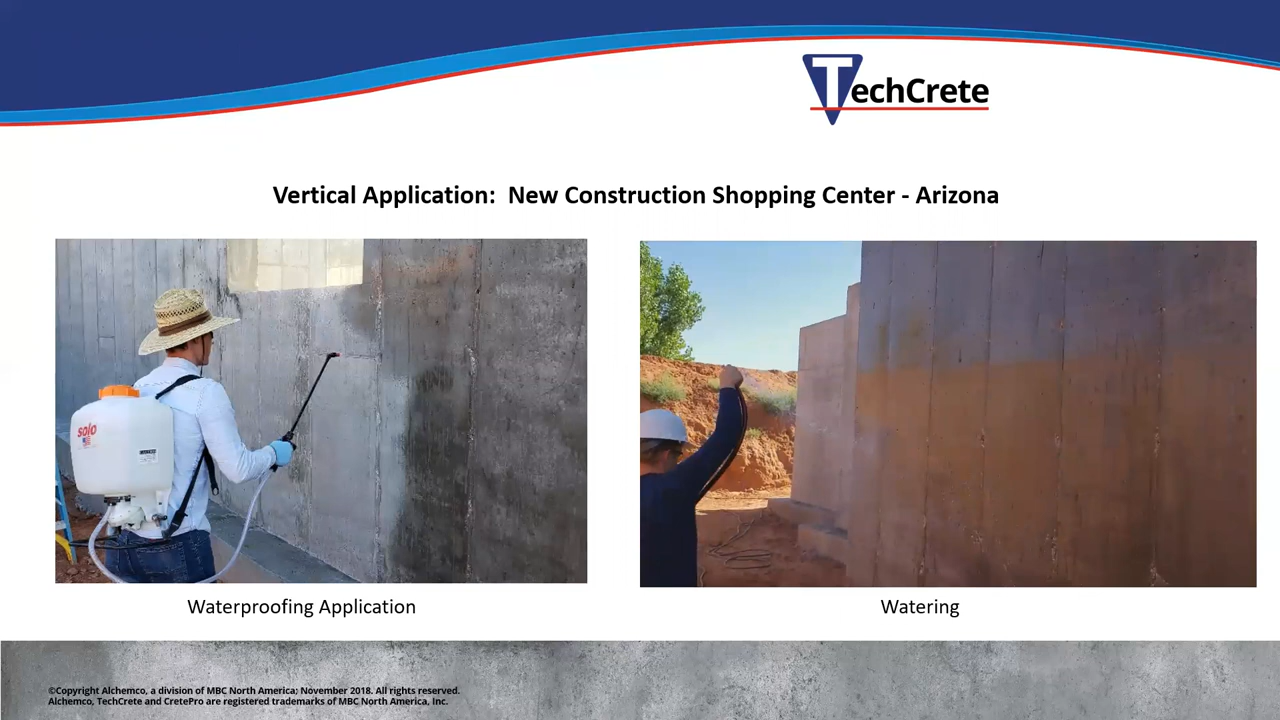 TechCrete
Vertical Application: New Construction Shopping Center - Arizona
solo
Waterproofing Application
Watering
©Copyright Alchemco, a division of MBC North America; November 2018. All rights reserved.
Alchemco, TechCrete and CretePro are registered trademarks of MBC North America, Inc.